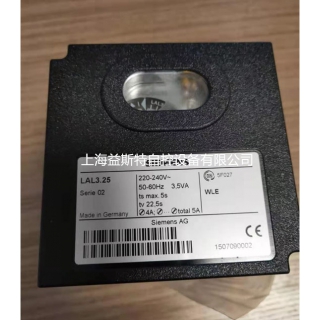 上海益斯特自控设备有限公司
LAL3.25
Serie 02
Made in Germany
220-240V~
50-60Hz 3,5VA
ts max. 5s
tv 22,5s
4A; total 5A
Siemens AG
5P027
WLE
1507090002